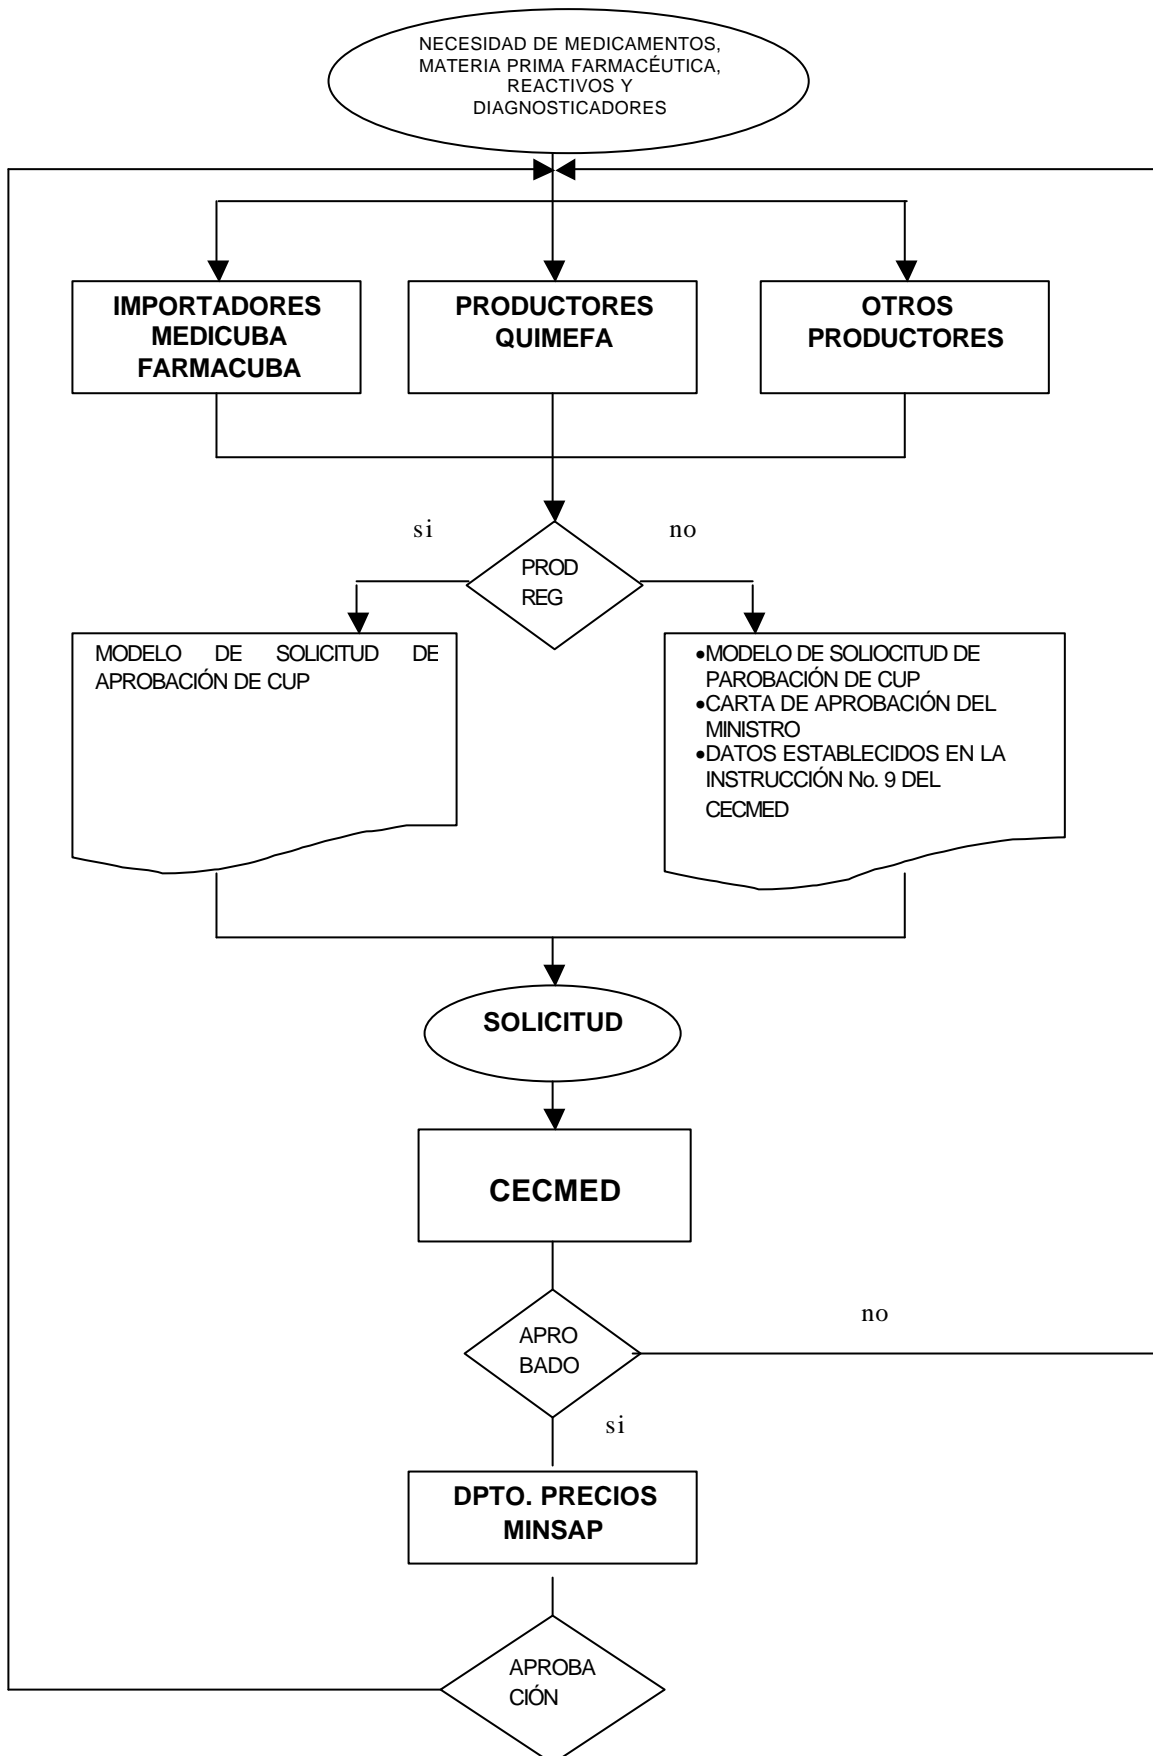 NECESIDAD DE MEDICAMENTOS,
MATERIA PRIMA FARMACÉUTICA,
REACTIVOS Y
DIAGNOSTICADORES
IMPORTADORES
MEDICUBA
FARMACUBA
PRODUCTORES
QUIMEFA
OTROS
PRODUCTORES
si
no
PROD
REG
MODELO DE SOLICITUD DE
APROBACIÓN DE CUP
•MODELO DE SOLIOCITUD DE
PAROBACIÓN DE CUP
•CARTA DE APROBACIÓN DEL
MINISTRO
•DATOS ESTABLECIDOS EN LA
INSTRUCCIÓN No. 9 DEL
CECMED
SOLICITUD
CECMED
APRO
BADO
no
si
DPTO. PRECIOS
MINSAP
APROBA
CIÓN